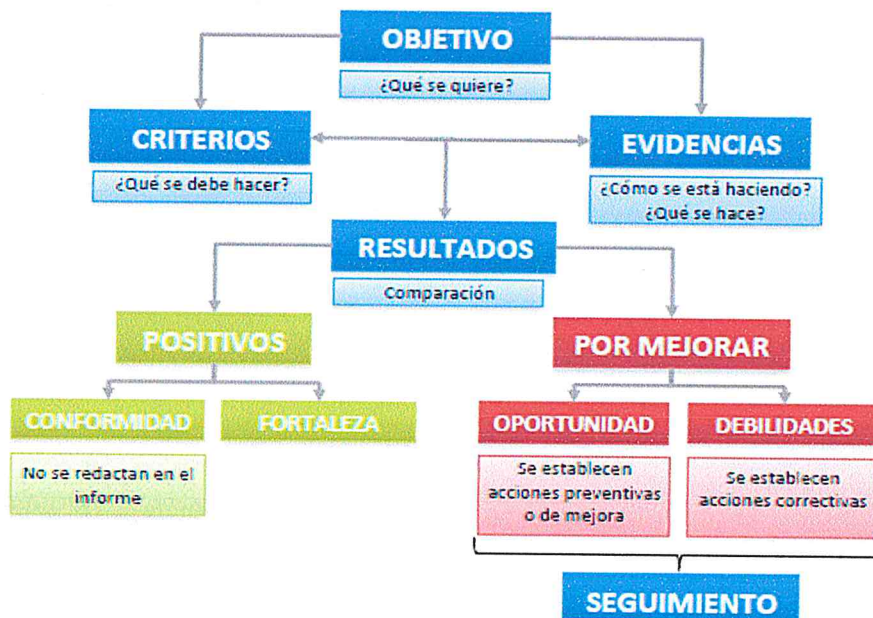 OBJETIVO
¿Qué se quiere?
CRITERIOS
¿Qué se debe hacer?
EVIDENCIAS
¿Cómo se está haciendo?
¿Qué se hace?
RESULTADOS
Comparación
POSITIVOS
POR MEJORAR
CONFORMIDAD
FORTALEZA
OPORTUNIDAD
DEBILIDADES
No se redactan en el
informe
Se establecen
acciones preventivas
o de mejora
Se establecen
acciones correctivas
SEGUIMIENTO